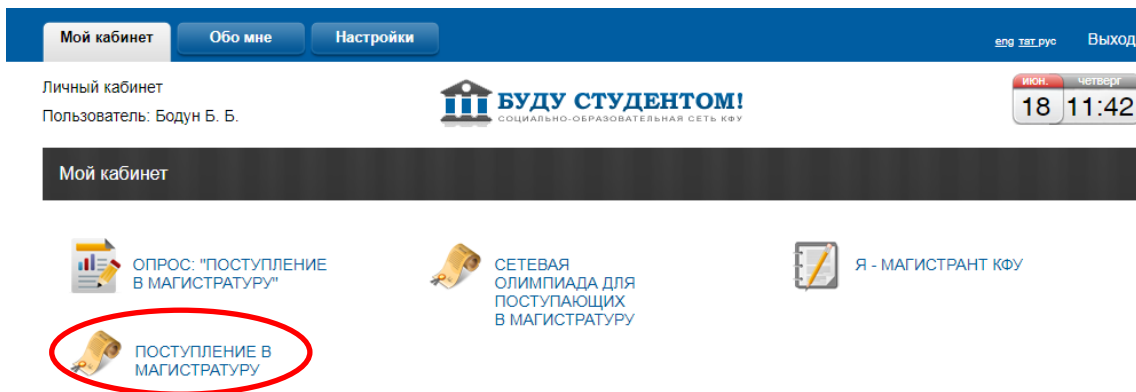 Мой кабинет Обо мне Настройки eng тат рус Выход
Личный кабинет
Пользователь: Бодун Б. Б.
БУДУ СТУДЕНТОМ!
СОЦИАЛЬНО-ОБРАЗОВАТЕЛЬНАЯ СЕТЬ КФУ
июн. четверг
18 11:42
Мой кабинет
ОПРОС: "ПОСТУПЛЕНИЕ
В МАГИСТРАТУРУ"
СЕТЕВАЯ
ОЛИМПИАДА ДЛЯ
ПОСТУПАЮЩИХ
В МАГИСТРАТУРУ
Я - МАГИСТРАНТ КФУ
ПОСТУПЛЕНИЕ В
МАГИСТРАТУРУ